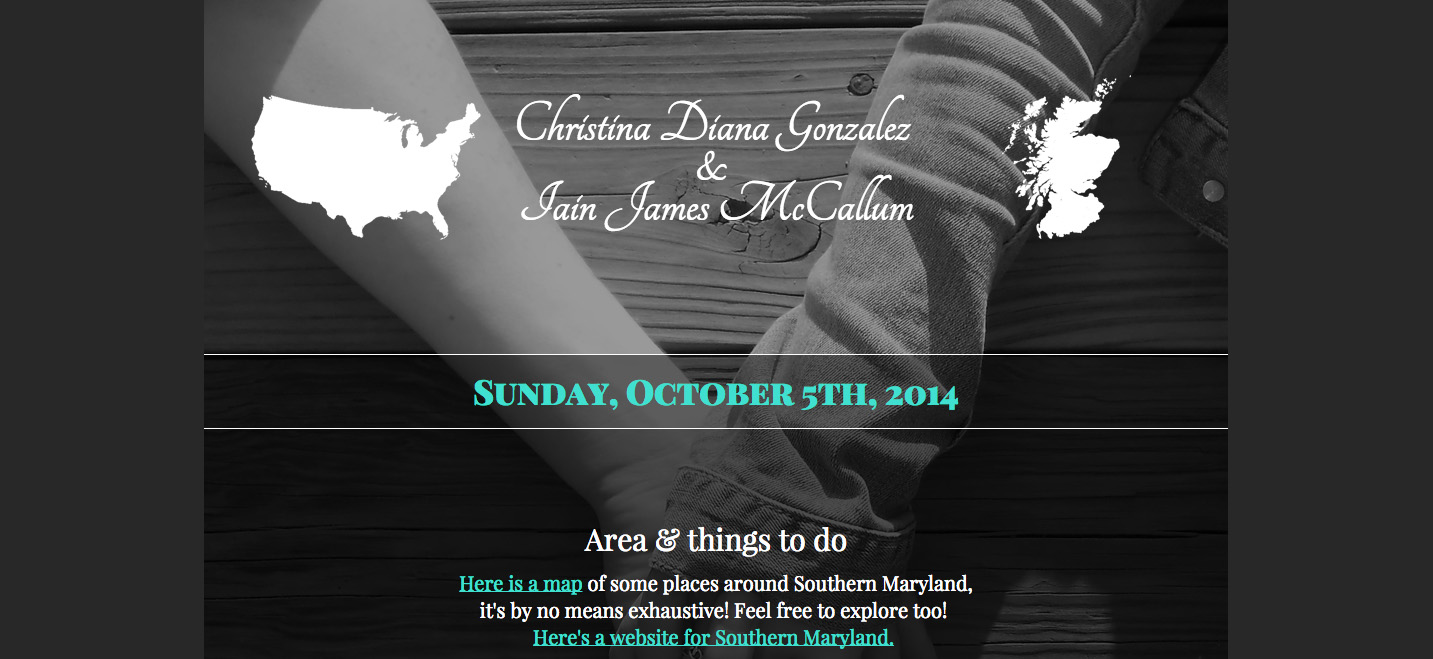 Christina Diana Gonzalez
&
Iain James McCallum
Sunday, October 5th, 2014
Area & things to do
Here is a map of some places around Southern Maryland,
it's by no means exhaustive! Feel free to explore too!
Here's a website for Southern Maryland.